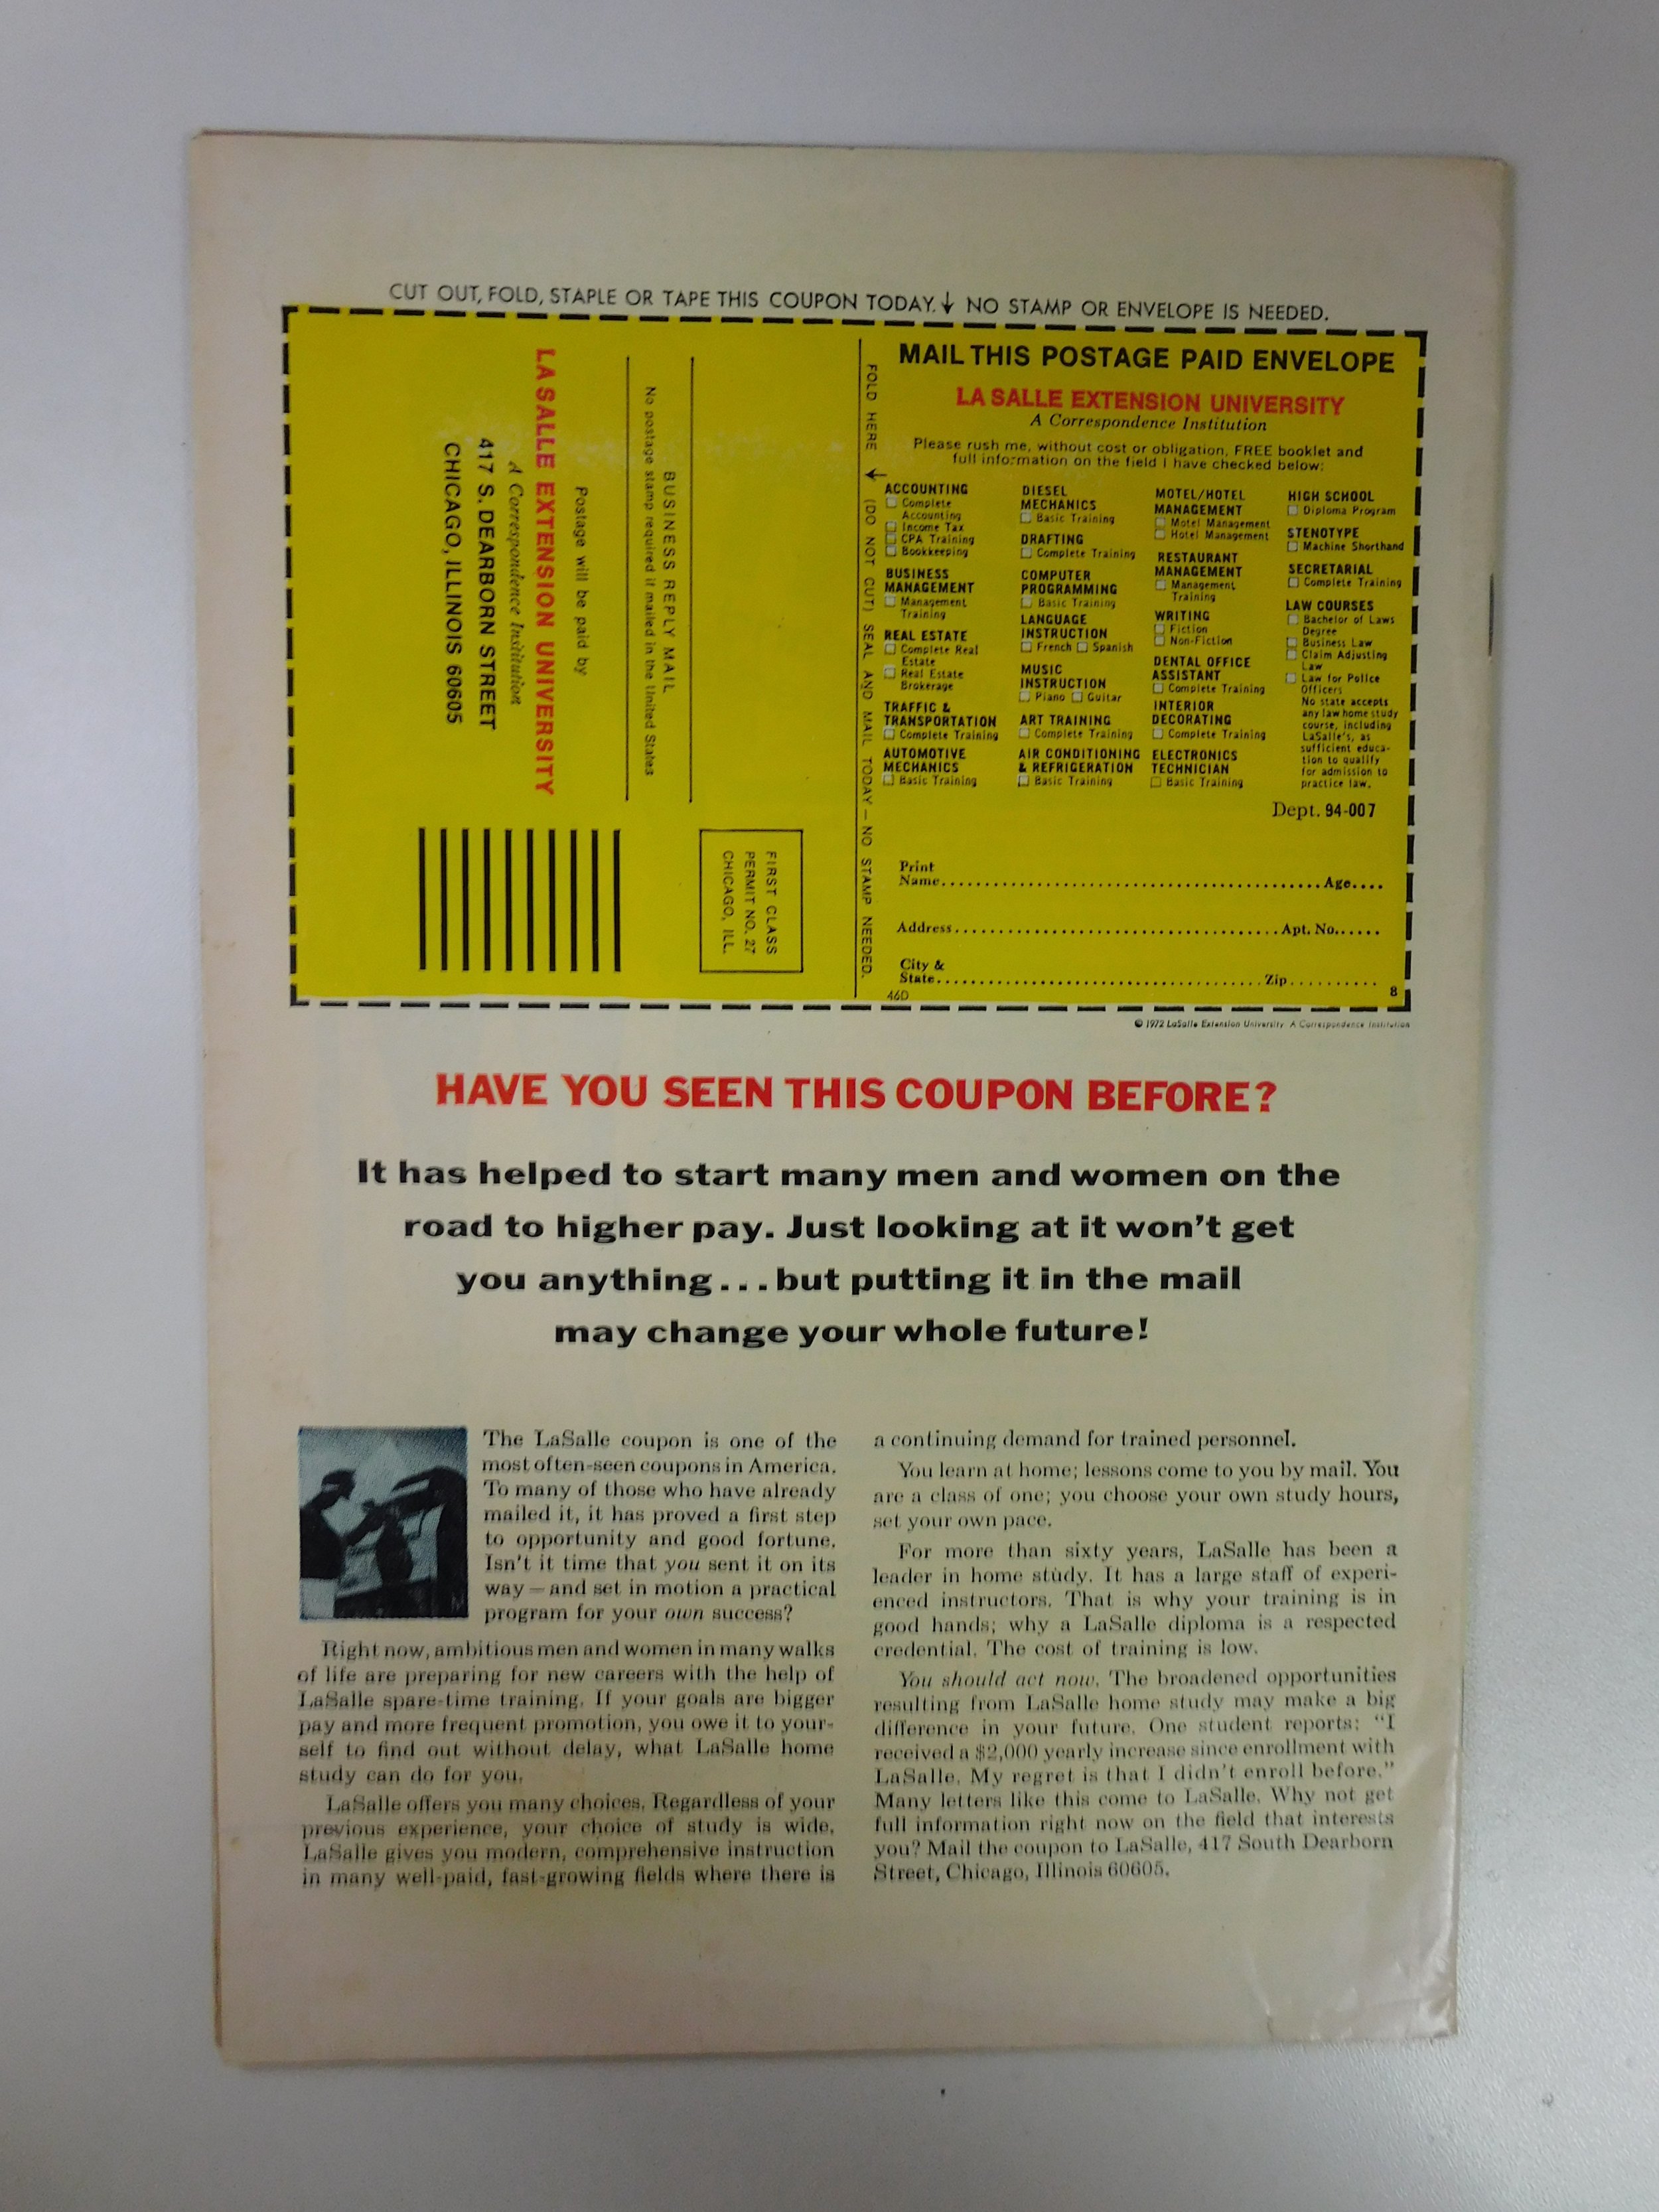 CUT OUT, FOLD, STAPLE OR TAPE THIS COUPON TODAY. ↓ NO STAMP OR ENVELOPE IS NEEDED.
LA SALLE EXTENSION UNIVERSITY
A Correspondence Institution
417 S. DEARBORN STREET
CHICAGO, ILLINOIS 60605
Postage will be paid by
BUSINESS REPLY MAIL
No postage stamp required if mailed in the United States
FIRST CLASS
PERMIT NO. 27
CHICAGO, ILL.
FOLD HERE ↓ (DO NOT CUT) SEAL AND MAIL TODAY — NO STAMP NEEDED.
MAIL THIS POSTAGE PAID ENVELOPE
LA SALLE EXTENSION UNIVERSITY
A Correspondence Institution
Please rush me, without cost or obligation, FREE booklet and
full information on the field I have checked below:
ACCOUNTING
Complete
Accounting
Income Tax
CPA Training
Bookkeeping
BUSINESS
MANAGEMENT
Management
Training
REAL ESTATE
Complete Real
Estate
Real Estate
Brokerage
TRAFFIC &
TRANSPORTATION
Complete Training
AUTOMOTIVE
MECHANICS
Basic Training
DIESEL
MECHANICS
Basic Training
DRAFTING
Complete Training
COMPUTER
PROGRAMMING
Basic Training
LANGUAGE
INSTRUCTION
French Spanish
MUSIC
INSTRUCTION
Piano Guitar
ART TRAINING
Complete Training
AIR CONDITIONING
& REFRIGERATION
Basic Training
MOTEL/HOTEL
MANAGEMENT
Motel Management
Hotel Management
RESTAURANT
MANAGEMENT
Management
Training
WRITING
Fiction
Non-Fiction
DENTAL OFFICE
ASSISTANT
Complete Training
INTERIOR
DECORATING
Complete Training
ELECTRONICS
TECHNICIAN
Basic Training
HIGH SCHOOL
Diploma Program
STENOTYPE
Machine Shorthand
SECRETARIAL
Complete Training
LAW COURSES
Bachelor of Laws
Degree
Business Law
Claim Adjusting
Law
Law for Police
Officers
No state accepts
any law home study
course, including
LaSalle's, as
sufficient educa-
tion to qualify
for admission to
practice law.
Dept. 94-007
Print
Name Age
Address Apt. No.
City &
State Zip
46D 8
© 1972 LaSalle Extension University A Correspondence Institution
HAVE YOU SEEN THIS COUPON BEFORE?
It has helped to start many men and women on the
road to higher pay. Just looking at it won't get
you anything...but putting it in the mail
may change your whole future!
The LaSalle coupon is one of the
most often-seen coupons in America.
To many of those who have already
mailed it, it has proved a first step
to opportunity and good fortune.
Isn't it time that you sent it on its
way — and set in motion a practical
program for your own success?
Right now, ambitious men and women in many walks
of life are preparing for new careers with the help of
LaSalle spare-time training. If your goals are bigger
pay and more frequent promotion, you owe it to your-
self to find out without delay, what LaSalle home
study can do for you.
LaSalle offers you many choices. Regardless of your
previous experience, your choice of study is wide.
LaSalle gives you modern, comprehensive instruction
in many well-paid, fast-growing fields where there is
a continuing demand for trained personnel.
You learn at home; lessons come to you by mail. You
are a class of one; you choose your own study hours,
set your own pace.
For more than sixty years, LaSalle has been a
leader in home study. It has a large staff of experi-
enced instructors. That is why your training is in
good hands; why a LaSalle diploma is a respected
credential. The cost of training is low.
You should act now. The broadened opportunities
resulting from LaSalle home study may make a big
difference in your future. One student reports: "I
received a $2,000 yearly increase since enrollment with
LaSalle. My regret is that I didn't enroll before."
Many letters like this come to LaSalle. Why not get
full information right now on the field that interests
you? Mail the coupon to LaSalle, 417 South Dearborn
Street, Chicago, Illinois 60605.